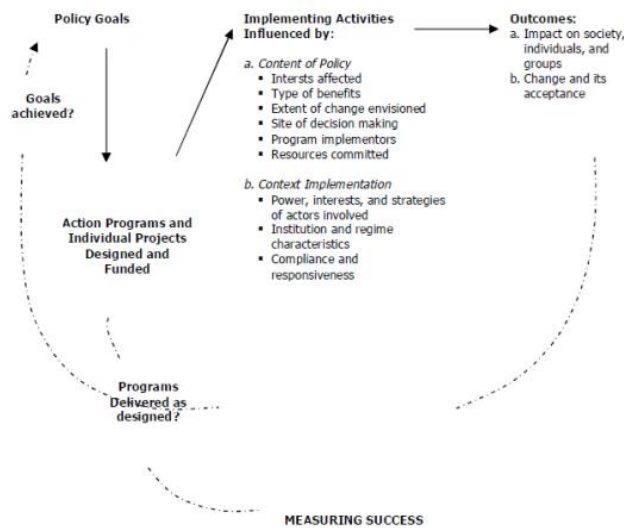 Policy Goals
Goals
achieved?
Action Programs and
Individual Projects
Designed and
Funded
Programs
Delivered as
designed?
Implementing Activities
Influenced by:
a. Content of Policy
▪ Intersts affected
▪ Type of benefits
▪ Extent of change envisioned
▪ Site of decision making
▪ Program implementors
▪ Resources committed
b. Context Implementation
▪ Power, interests, and strategies
of actors involved
▪ Institution and regime
characteristics
▪ Compliance and
responsiveness
Outcomes:
a. Impact on society,
individuals, and
groups
b. Change and its
acceptance
MEASURING SUCCESS